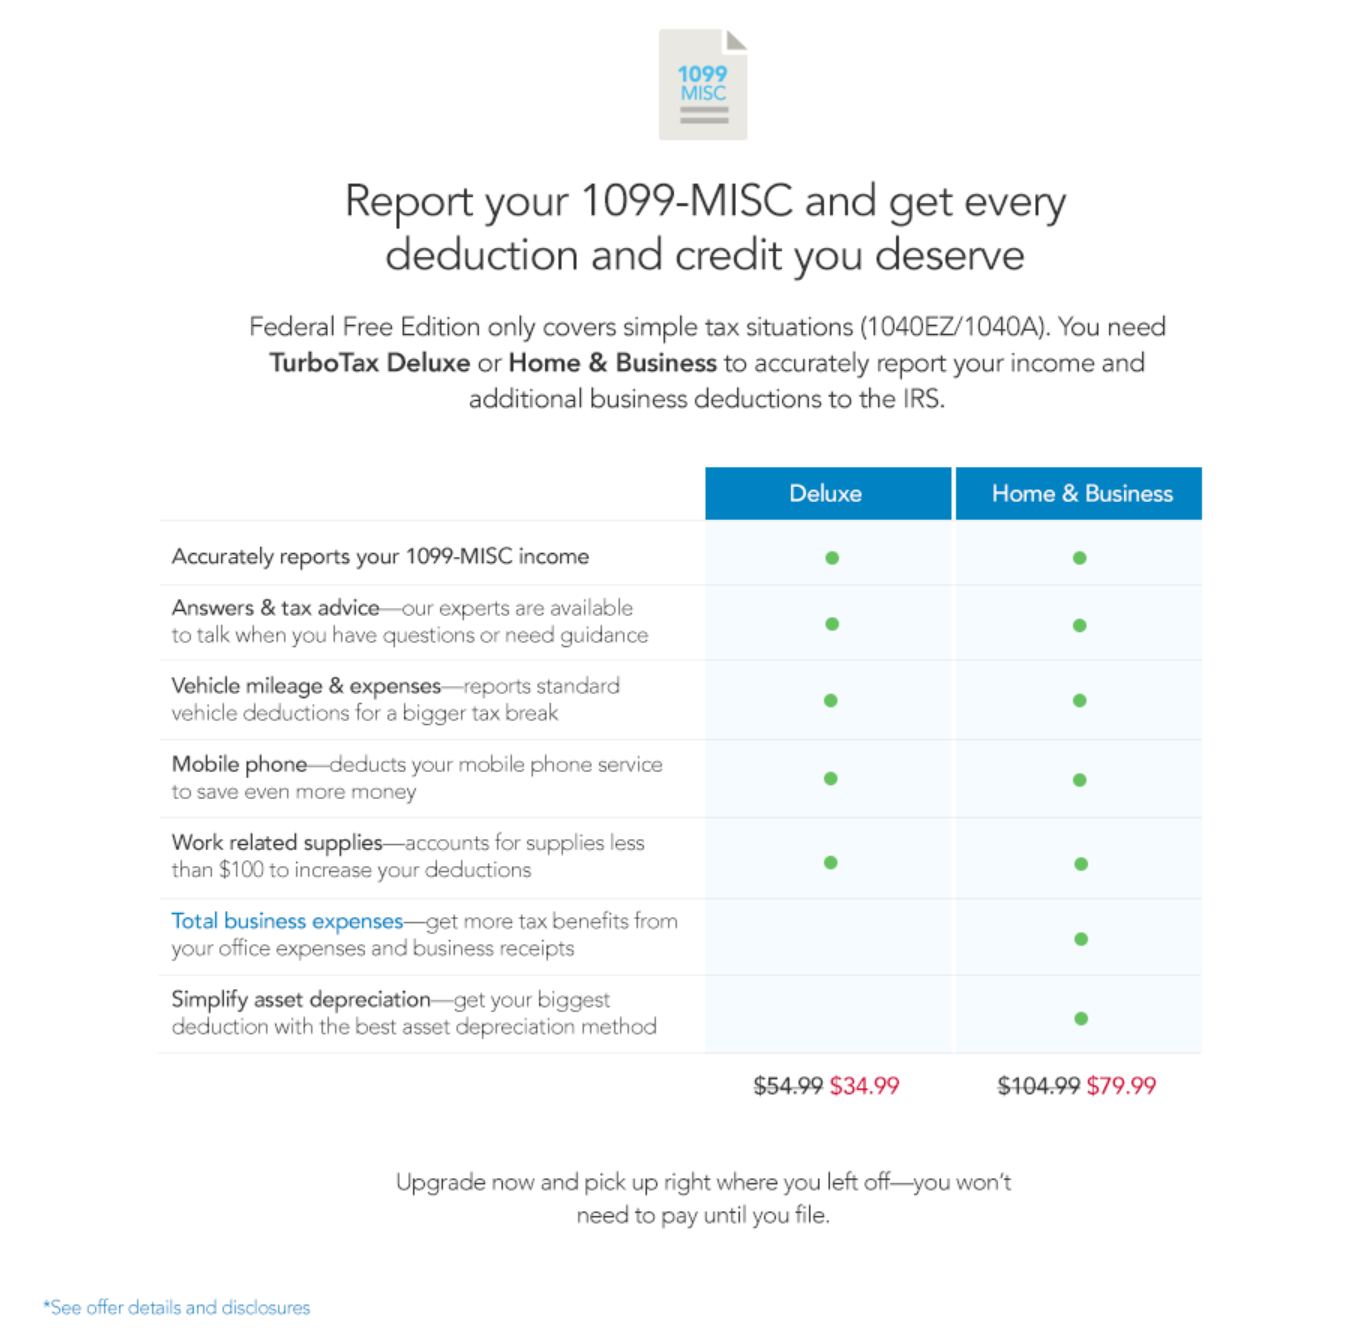 1099
MISC
Report your 1099-MISC and get every
deduction and credit you deserve
Federal Free Edition only covers simple tax situations (1040EZ/1040A). You need
TurboTax Deluxe or Home & Business to accurately report your income and
additional business deductions to the IRS.
Deluxe
Home & Business
Accurately reports your 1099-MISC income
Answers & tax advice—our experts are available
to talk when you have questions or need guidance
Vehicle mileage & expenses—reports standard
vehicle deductions for a bigger tax break
Mobile phone—deducts your mobile phone service
to save even more money
Work related supplies—accounts for supplies less
than $100 to increase your deductions
Total business expenses—get more tax benefits from
your office expenses and business receipts
Simplify asset depreciation—get your biggest
deduction with the best asset depreciation method
$54.99 $34.99
$104.99 $79.99
Upgrade now and pick up right where you left off—you won't
need to pay until you file.
*See offer details and disclosures